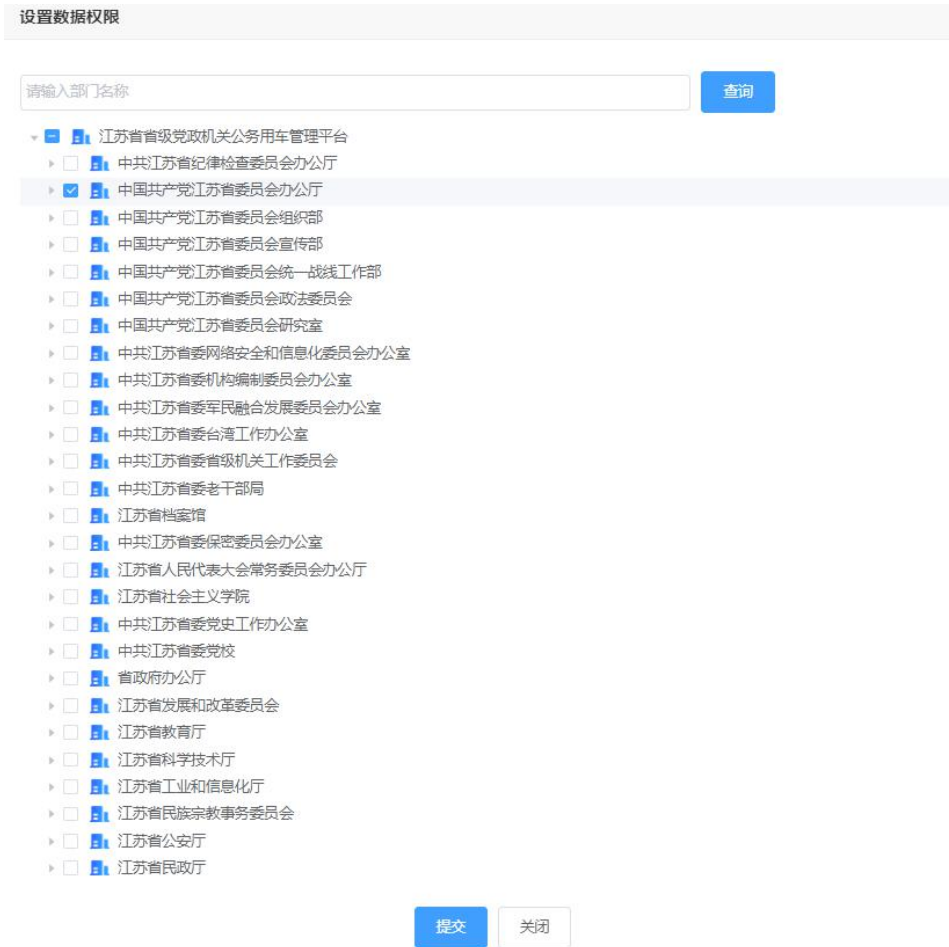 设置数据权限
请输入部门名称
查询
江苏省省级党政机关公务用车管理平台
中共江苏省纪律检查委员会办公厅
中国共产党江苏省委员会办公厅
中国共产党江苏省委员会组织部
中国共产党江苏省委员会宣传部
中国共产党江苏省委员会统一战线工作部
中国共产党江苏省委员会政法委员会
中国共产党江苏省委员会研究室
中共江苏省委网络安全和信息化委员会办公室
中共江苏省委机构编制委员会办公室
中共江苏省委军民融合发展委员会办公室
中共江苏省委台湾工作办公室
中共江苏省委省级机关工作委员会
中共江苏省委老干部局
江苏省档案馆
中共江苏省委保密委员会办公室
江苏省人民代表大会常务委员会办公厅
江苏省社会主义学院
中共江苏省委党史工作办公室
中共江苏省委党校
省政府办公厅
江苏省发展和改革委员会
江苏省教育厅
江苏省科学技术厅
江苏省工业和信息化厅
江苏省民族宗教事务委员会
江苏省公安厅
江苏省民政厅
提交
关闭